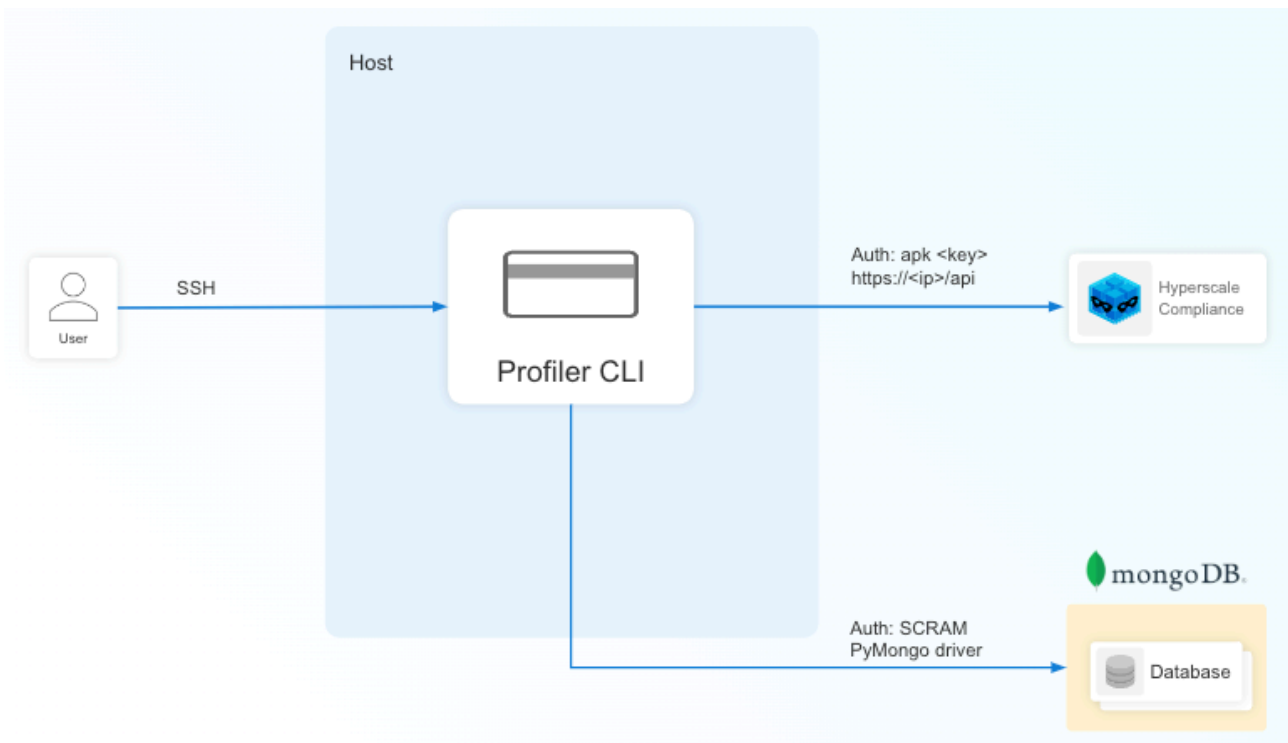 Host
SSH
User
Profiler CLI
Auth: apk <key>
https://<ip>/api
Hyperscale
Compliance
mongoDB.
Auth: SCRAM
PyMongo driver
Database